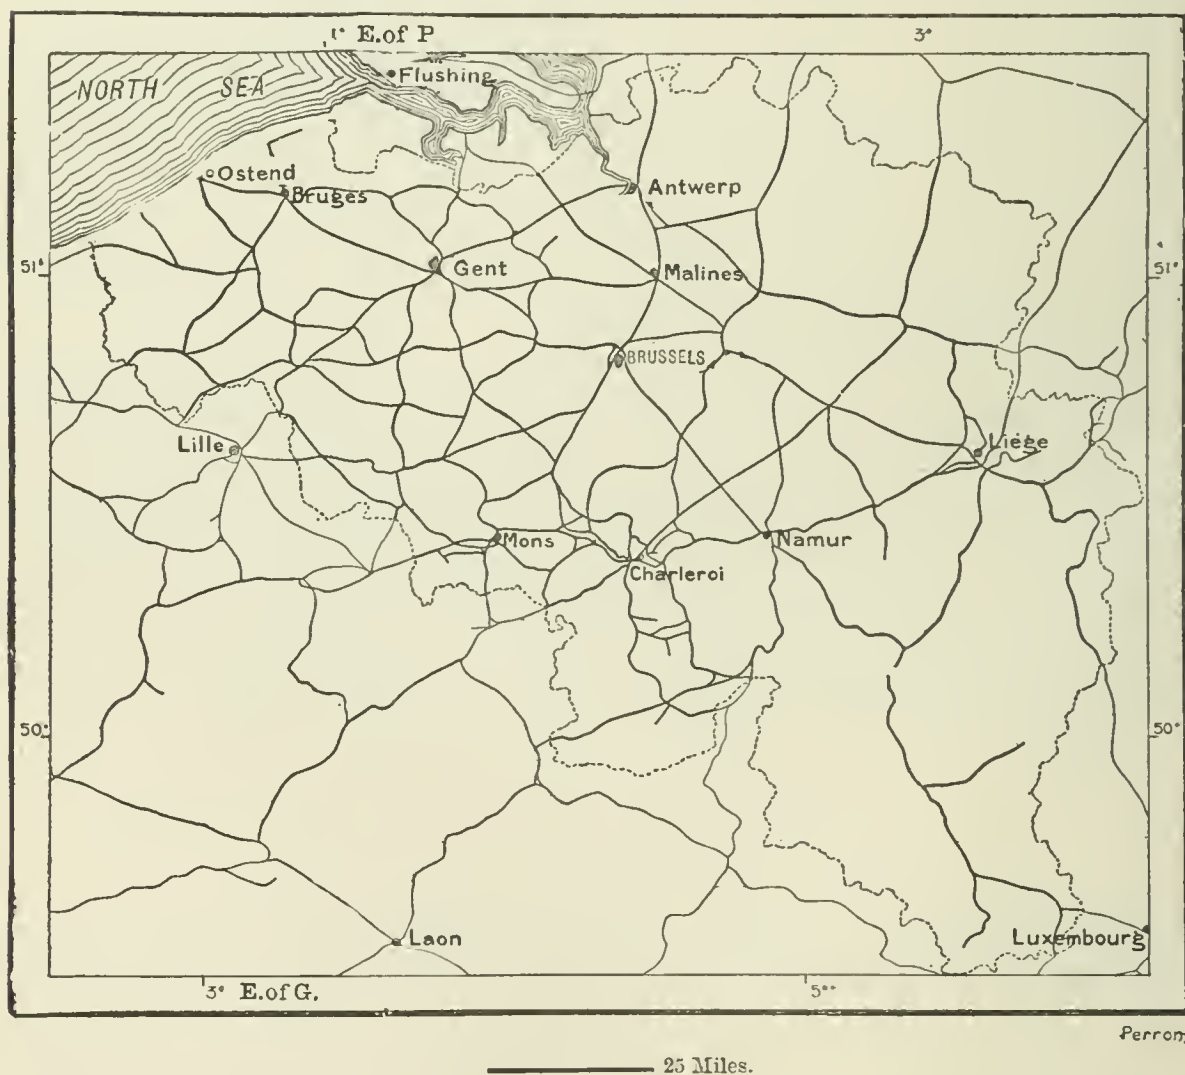 1° E. of P
3°
NORTH SEA
Flushing
Ostend
Bruges
Antwerp
51°
Gent
Malines
51°
BRUSSELS
Lille
Liége
Mons
Namur
Charleroi
50°
50°
Laon
Luxembourg
3° E. of G.
5°
Perron,
25 Miles.